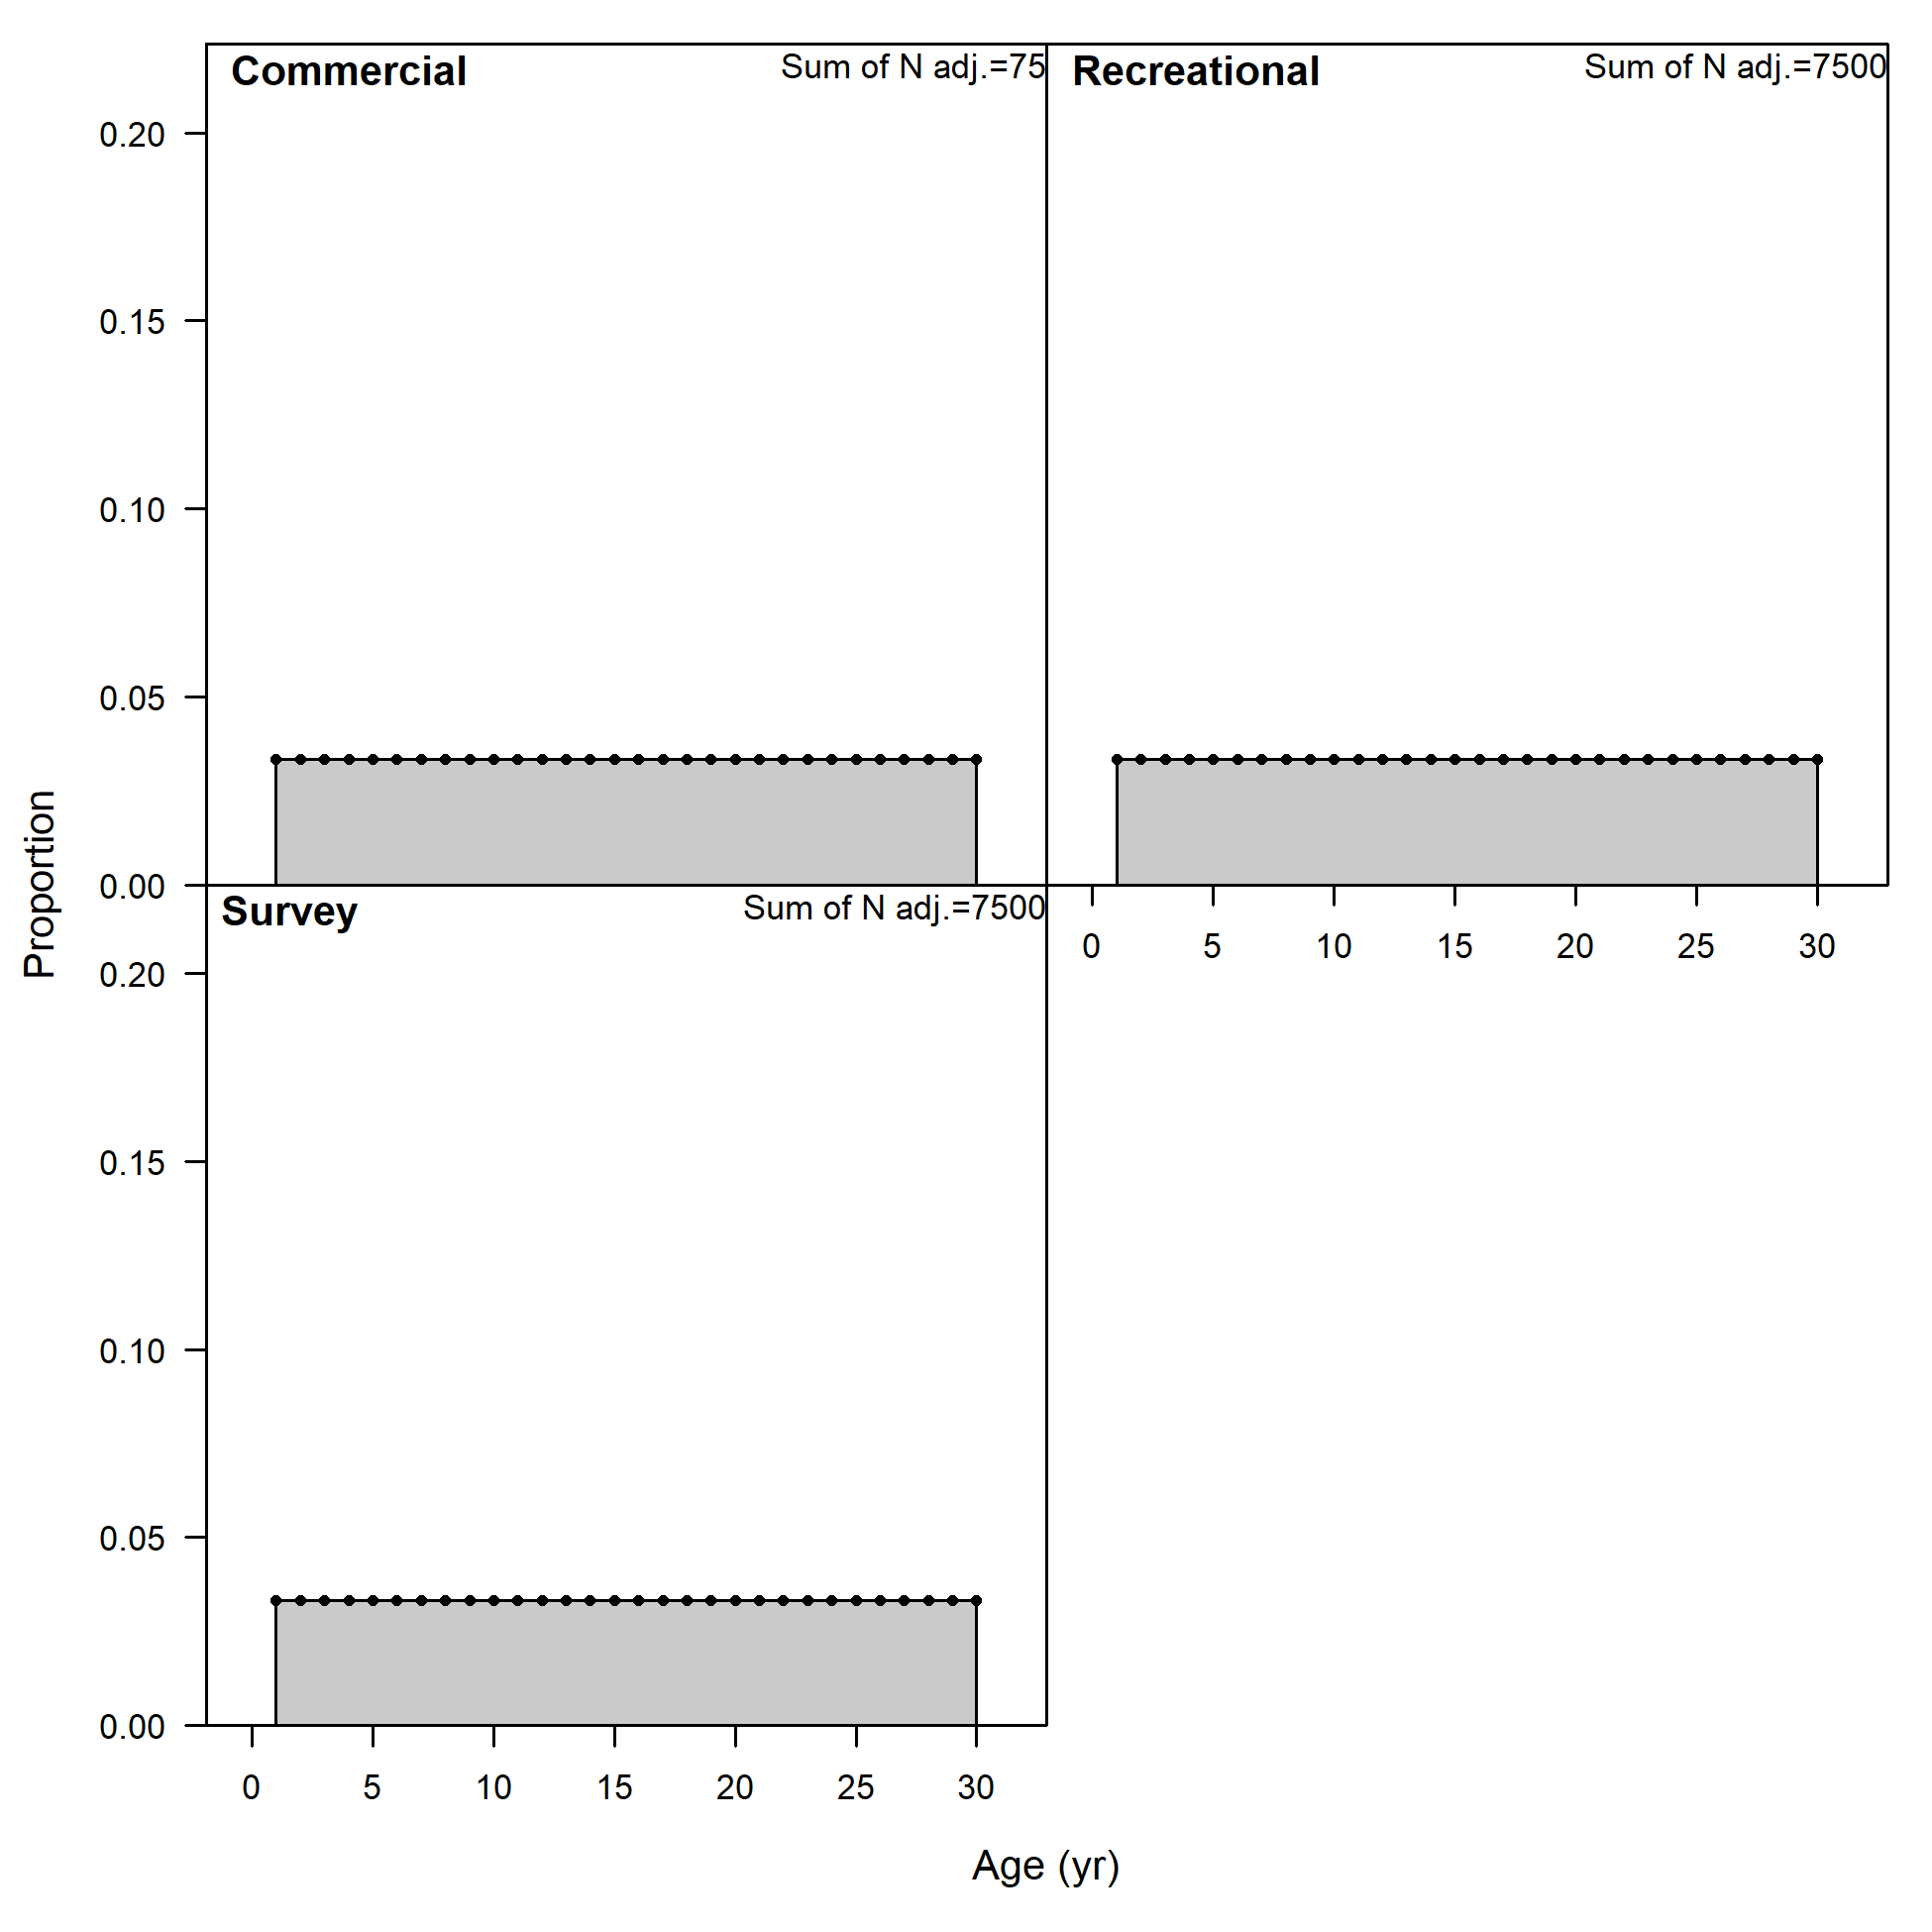 Commercial
Sum of N adj.=75
Recreational
Sum of N adj.=7500
0.20
0.15
0.10
0.05
0.00
0 5 10 15 20 25 30
Survey
Sum of N adj.=7500
0.20
0.15
0.10
0.05
0.00
0 5 10 15 20 25 30
Proportion
Age (yr)